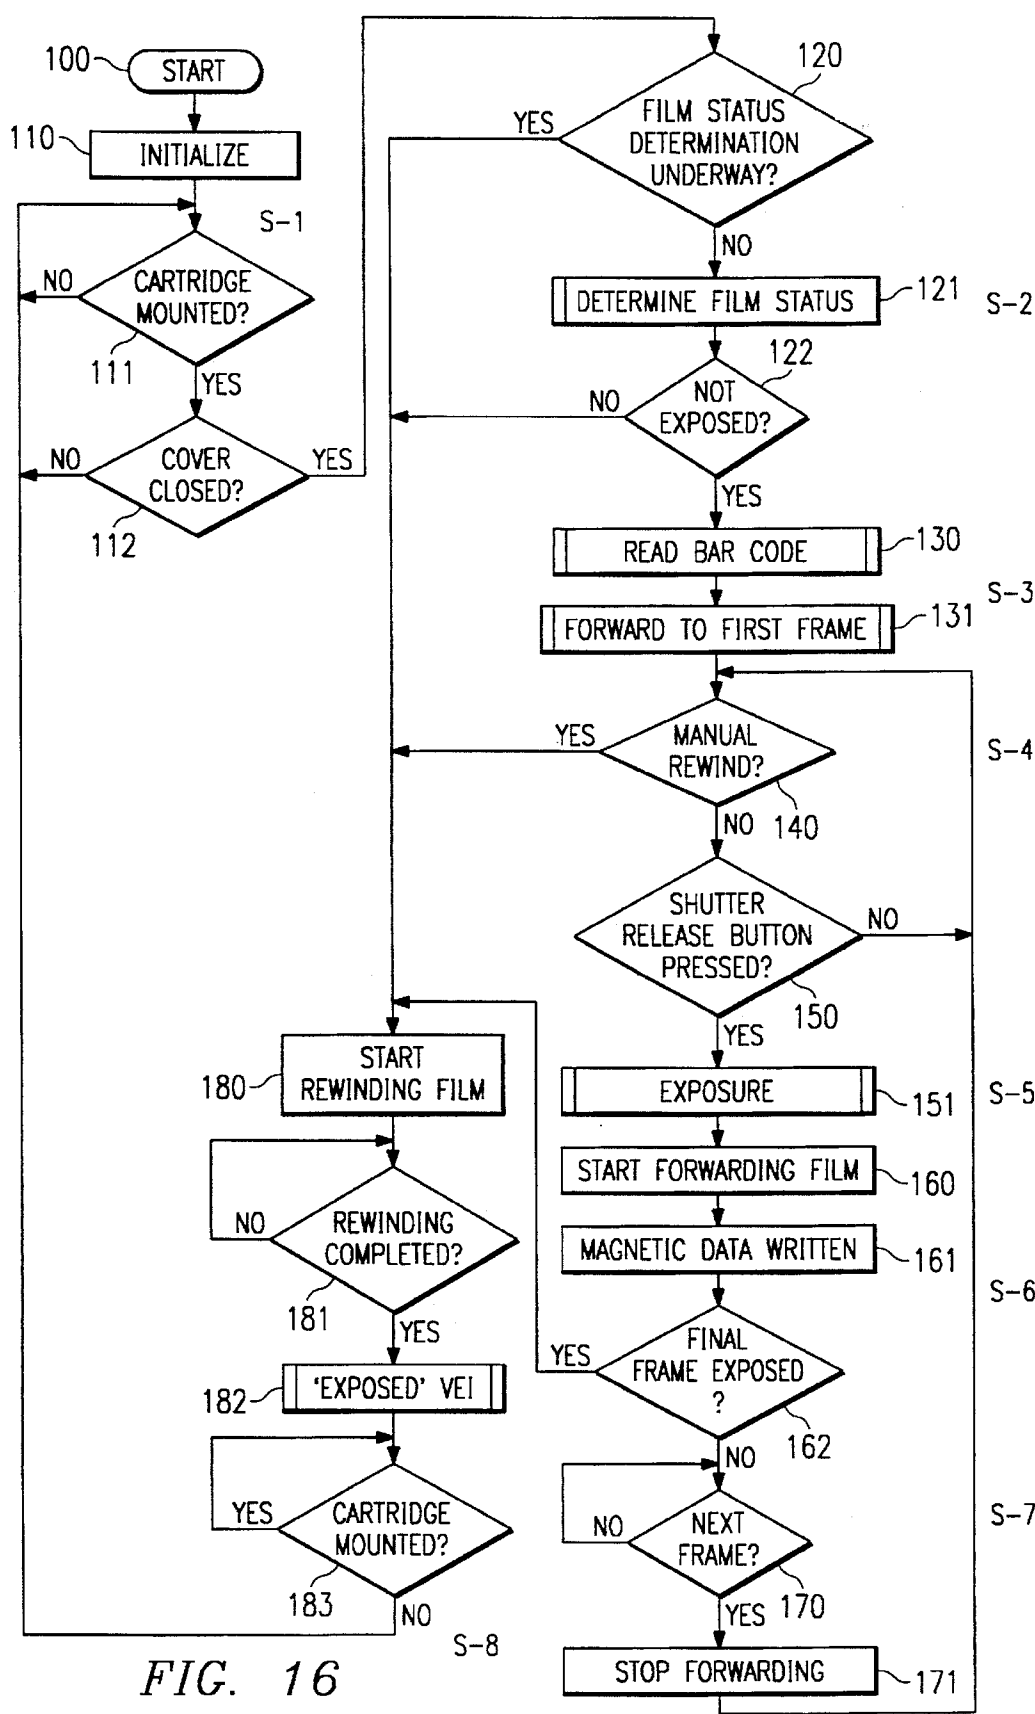 100
START
110
INITIALIZE
S-1
NO
CARTRIDGE
MOUNTED?
111
YES
NO
COVER
CLOSED?
YES
112
120
YES
FILM STATUS
DETERMINATION
UNDERWAY?
NO
DETERMINE FILM STATUS
121
S-2
122
NO
NOT
EXPOSED?
YES
READ BAR CODE
130
S-3
FORWARD TO FIRST FRAME
131
YES
MANUAL
REWIND?
S-4
NO
140
SHUTTER
RELEASE BUTTON
PRESSED?
NO
150
YES
EXPOSURE
151
S-5
START FORWARDING FILM
160
MAGNETIC DATA WRITTEN
161
S-6
YES
FINAL
FRAME EXPOSED
?
162
NO
S-7
NO
NEXT
FRAME?
170
YES
STOP FORWARDING
171
START
REWINDING FILM
180
NO
REWINDING
COMPLETED?
181
YES
182
'EXPOSED' VEI
YES
CARTRIDGE
MOUNTED?
183
NO
S-8
FIG. 16